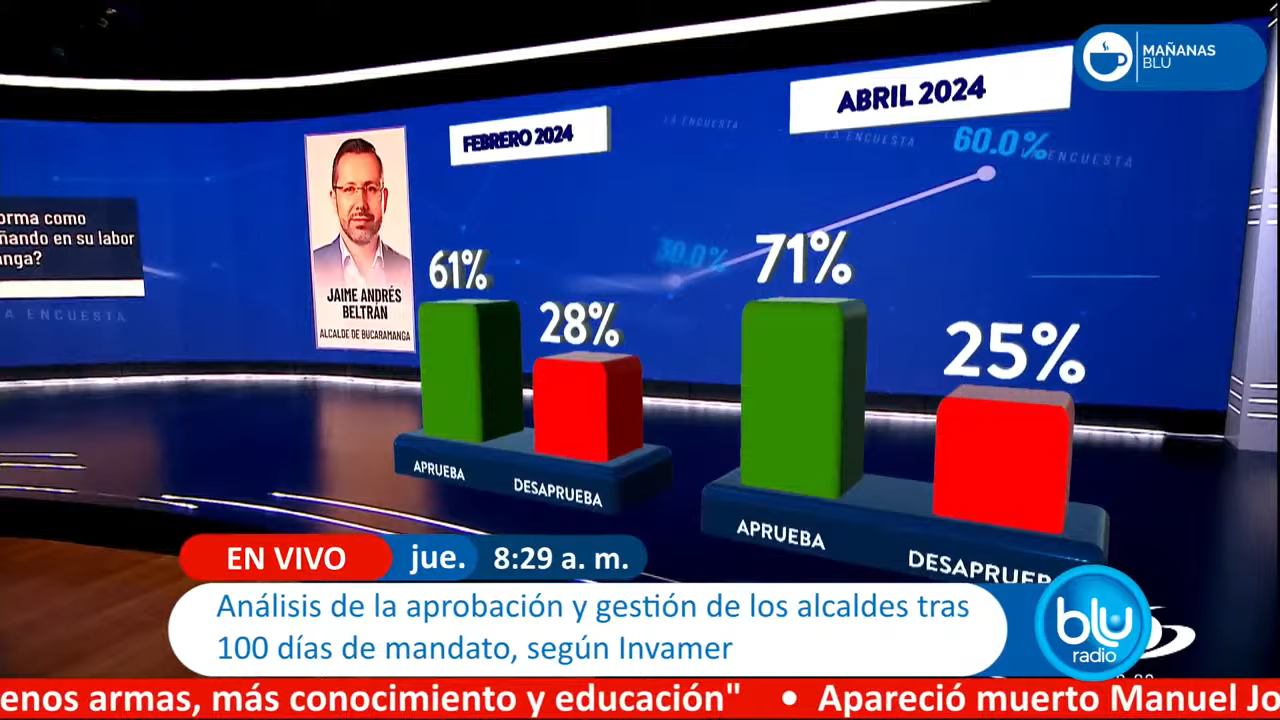 MAÑANAS
BLU
ABRIL 2024
FEBRERO 2024
LA ENCUESTA
LA ENCUESTA
60.0%
ENCUESTA
30.0%
orma como
ñando en su labor
anga?
LA ENCUESTA
JAIME ANDRÉS
BELTRÁN
ALCALDE DE BUCARAMANGA
61%
28%
71%
25%
APRUEBA
DESAPRUEBA
APRUEBA
DESAPRUEB
EN VIVO
jue.
8:29 a. m.
Análisis de la aprobación y gestión de los alcaldes tras
100 días de mandato, según Invamer
blu
radio
enos armas, más conocimiento y educación"
• Apareció muerto Manuel Jo